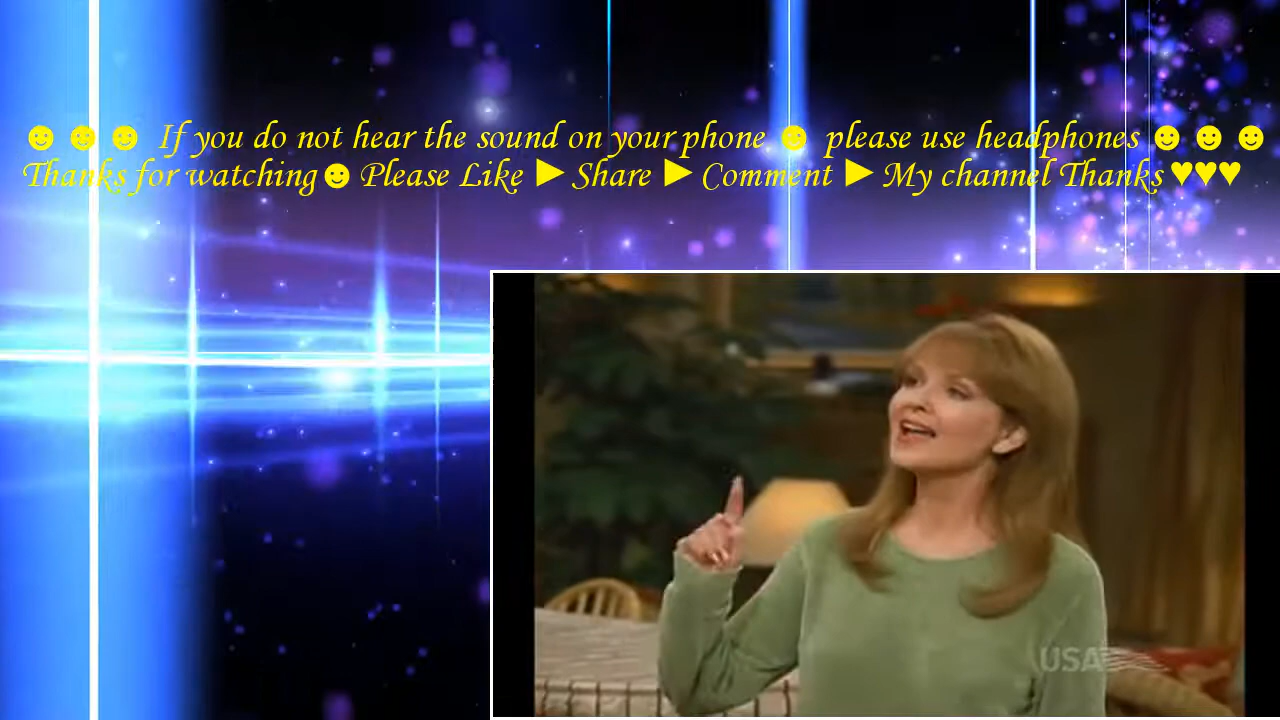 ☻☻☻ If you do not hear the sound on your phone ☻ please use headphones ☻☻☻
Thanks for watching☻Please Like ►Share ►Comment ►My channel Thanks♥♥♥
USA